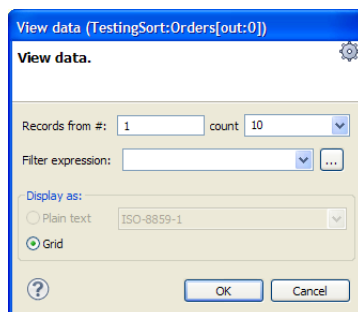 View data (TestingSort:Orders[out:0])
View data.
Records from #: 1 count 10
Filter expression: ...
Display as:
Plain text ISO-8859-1
Grid
? OK Cancel